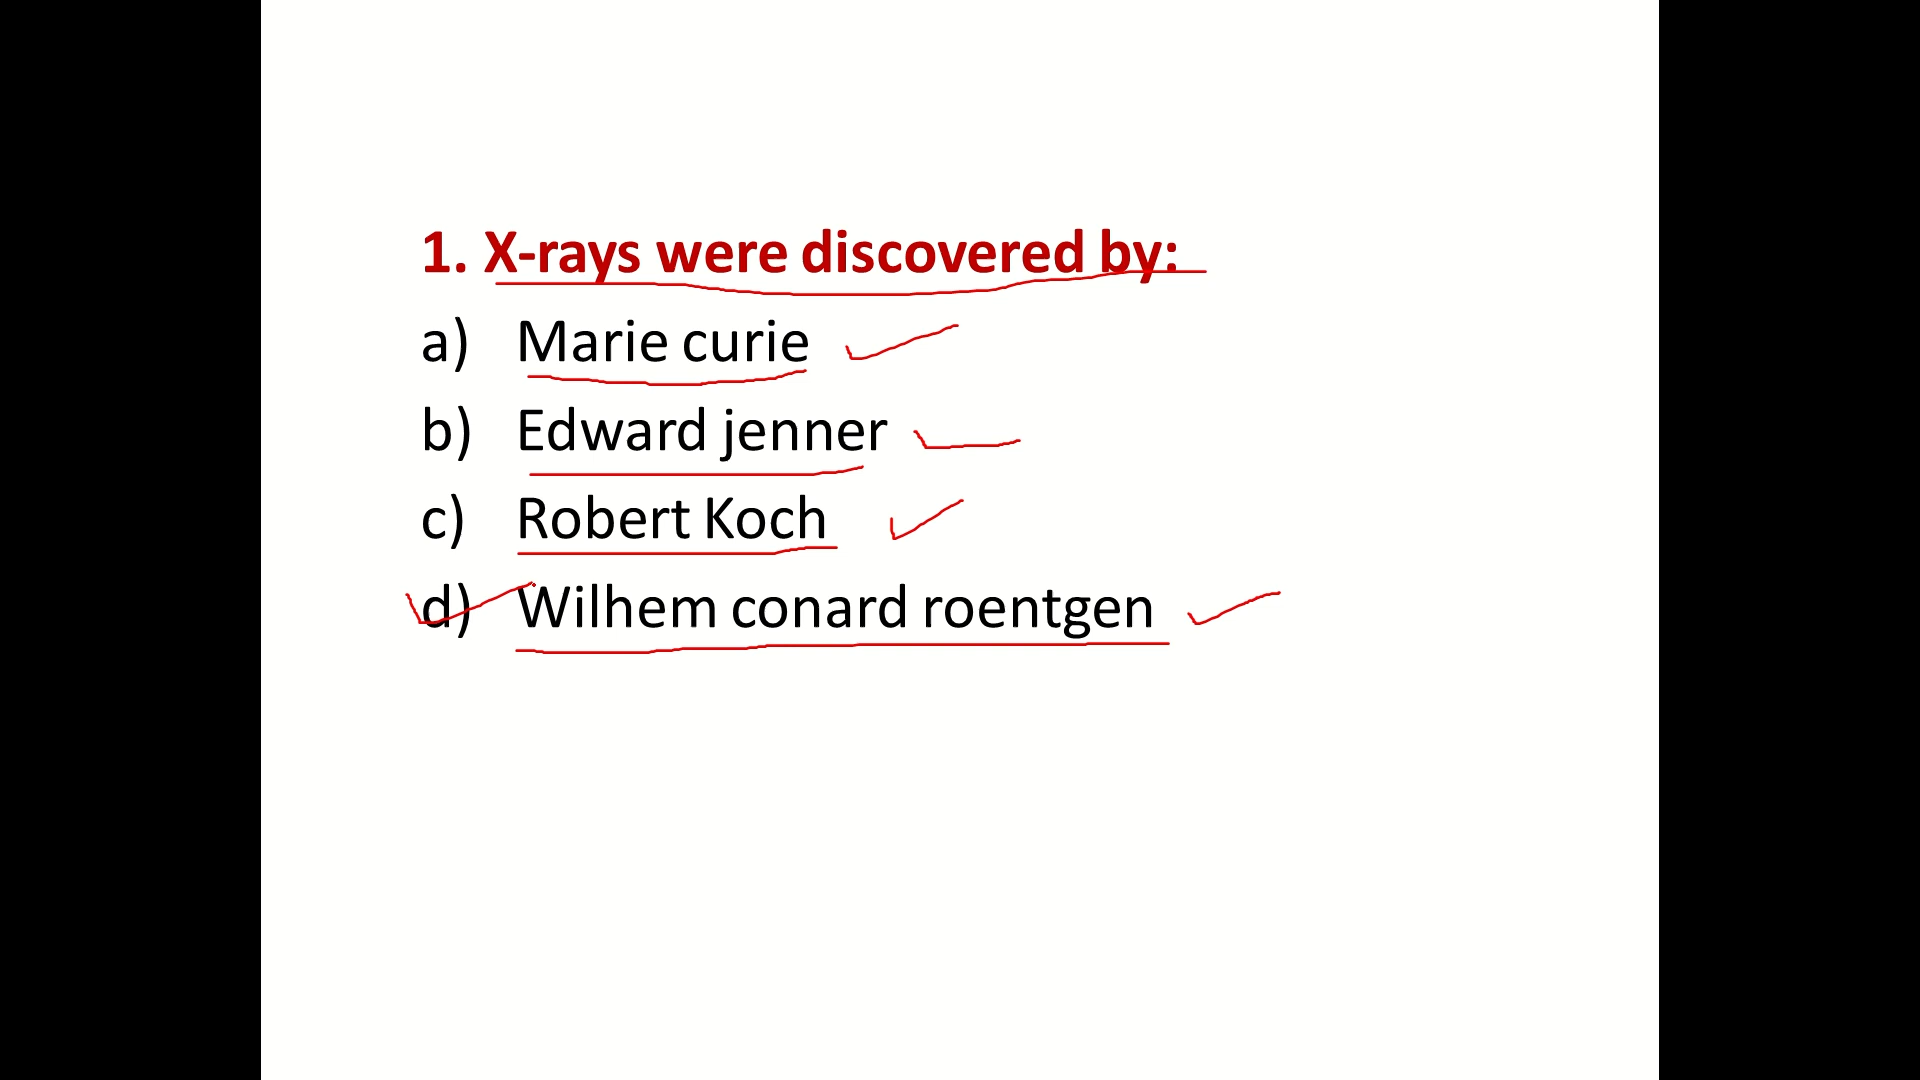 1. X-rays were discovered by:
a) Marie curie
b) Edward jenner
c) Robert Koch
d) Wilhem conard roentgen